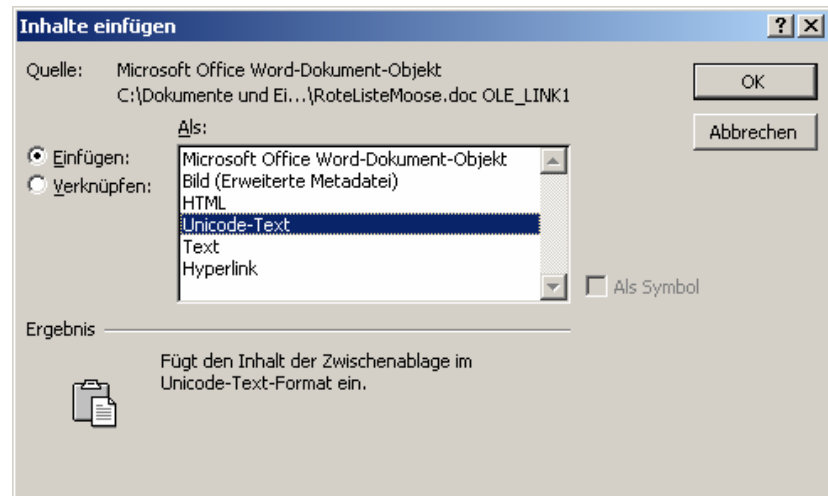 Inhalte einfügen
Quelle: Microsoft Office Word-Dokument-Objekt
C:\Dokumente und Ei...\RoteListeMoose.doc OLE_LINK1
OK
Abbrechen
Als:
Einfügen:
Verknüpfen:
Microsoft Office Word-Dokument-Objekt
Bild (Erweiterte Metadatei)
HTML
Unicode-Text
Text
Hyperlink
Als Symbol
Ergebnis
Fügt den Inhalt der Zwischenablage im
Unicode-Text-Format ein.